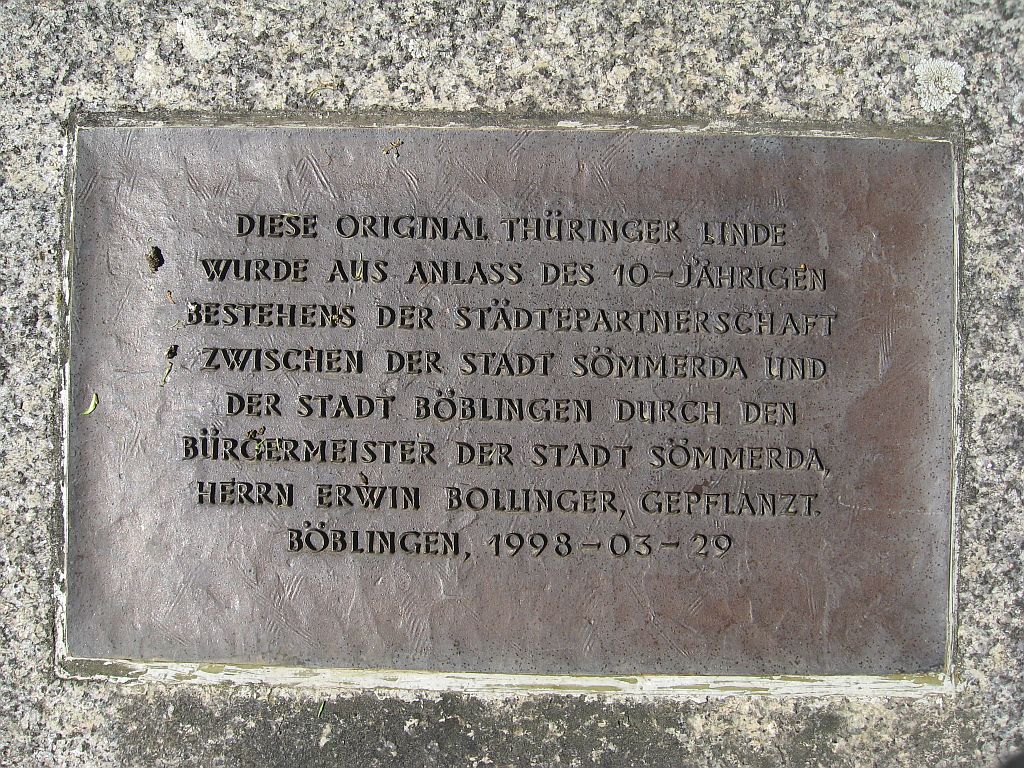 DIESE ORIGINAL THÜRINGER LINDE
WURDE AUS ANLASS DES 10-JÄHRIGEN
BESTEHENS DER STÄDTEPARTNERSCHAFT
ZWISCHEN DER STADT SÖMMERDA UND
DER STADT BÖBLINGEN DURCH DEN
BÜRGERMEISTER DER STADT SÖMMERDA,
HERRN ERWIN BOLLINGER, GEPFLANZT.
BÖBLINGEN, 1998-03-29